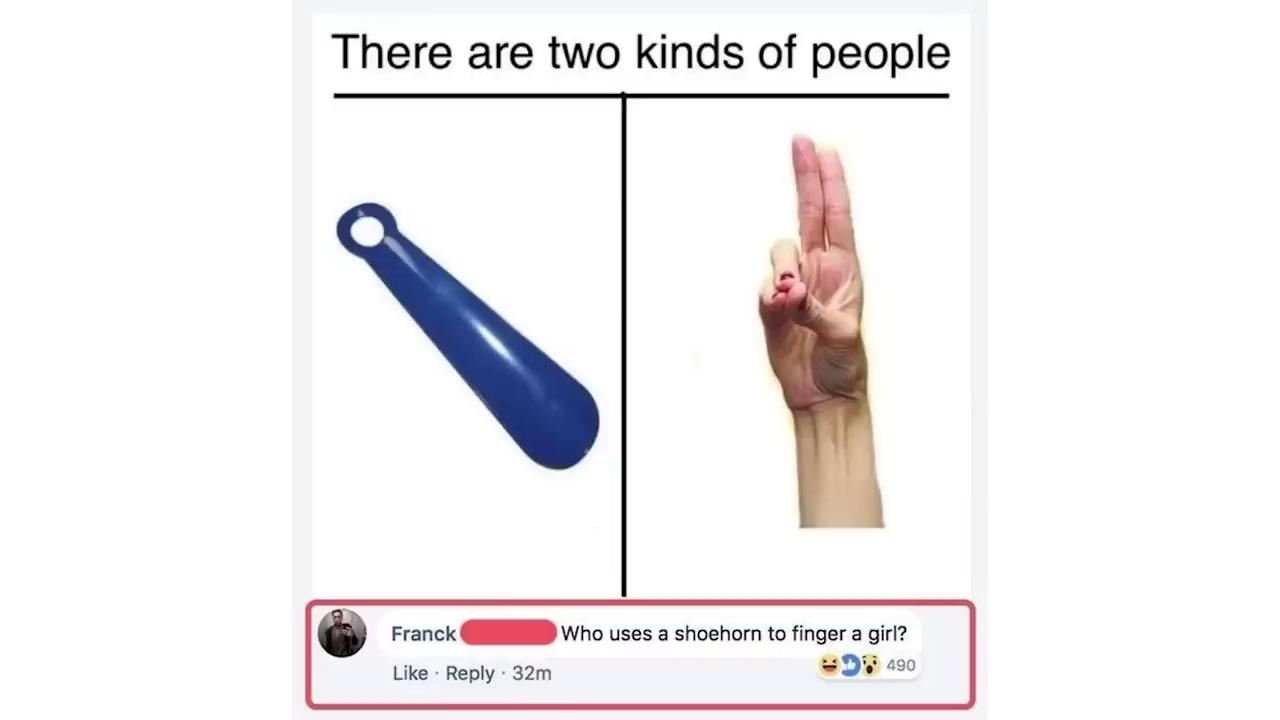 There are two kinds of people
Franck Who uses a shoehorn to finger a girl?
Like · Reply · 32m
490